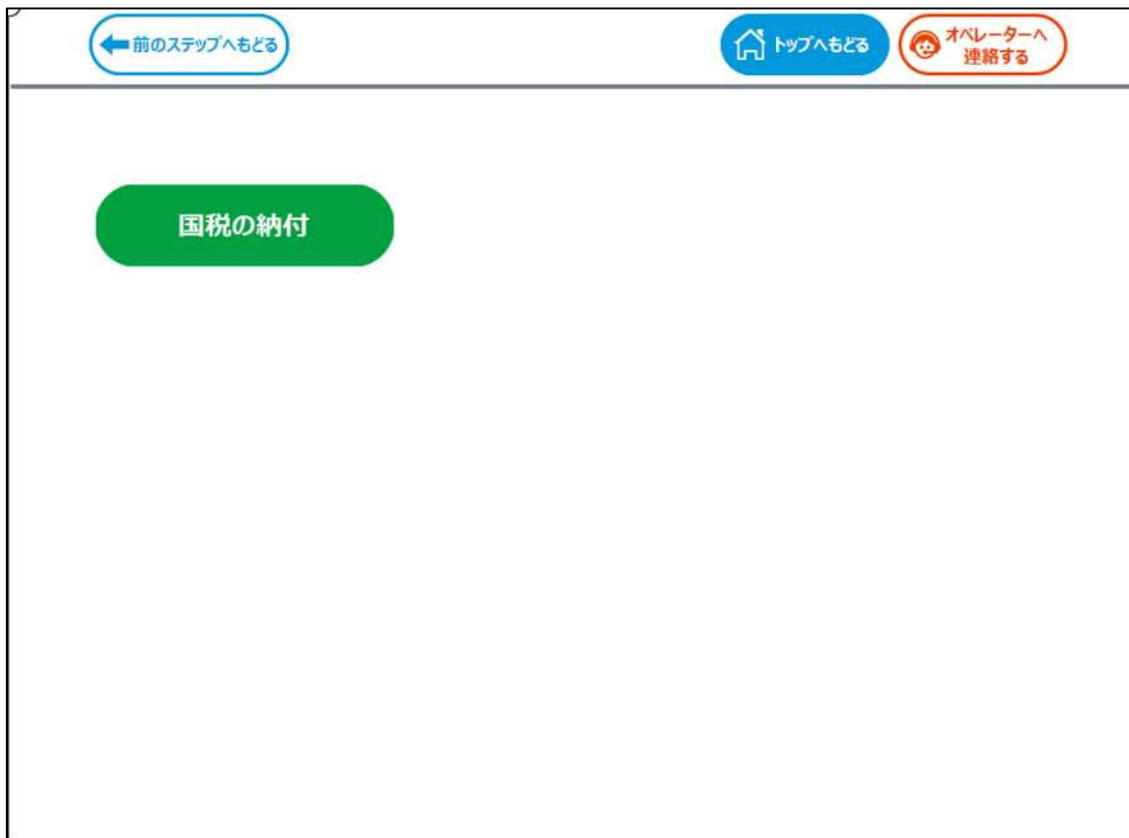 前のステップへもどる
トップへもどる
オペレーターへ
連絡する
国税の納付